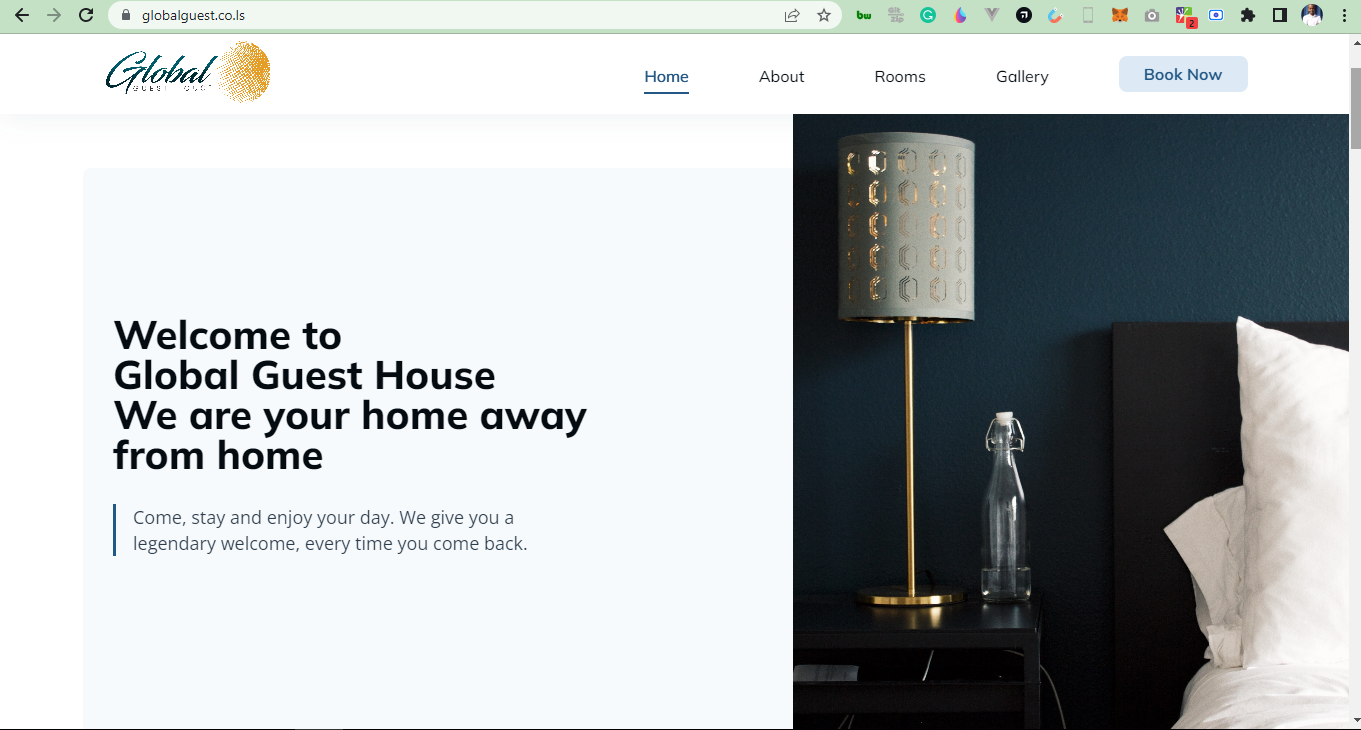 globalguest.co.ls
bw
2
Global
GUEST
Home
About
Rooms
Gallery
Book Now
Welcome to
Global Guest House
We are your home away
from home
Come, stay and enjoy your day. We give you a
legendary welcome, every time you come back.